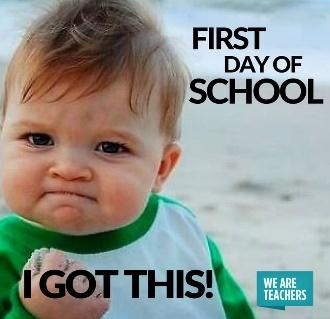 FIRST
DAY OF
SCHOOL
I GOT THIS!
WE ARE
TEACHERS